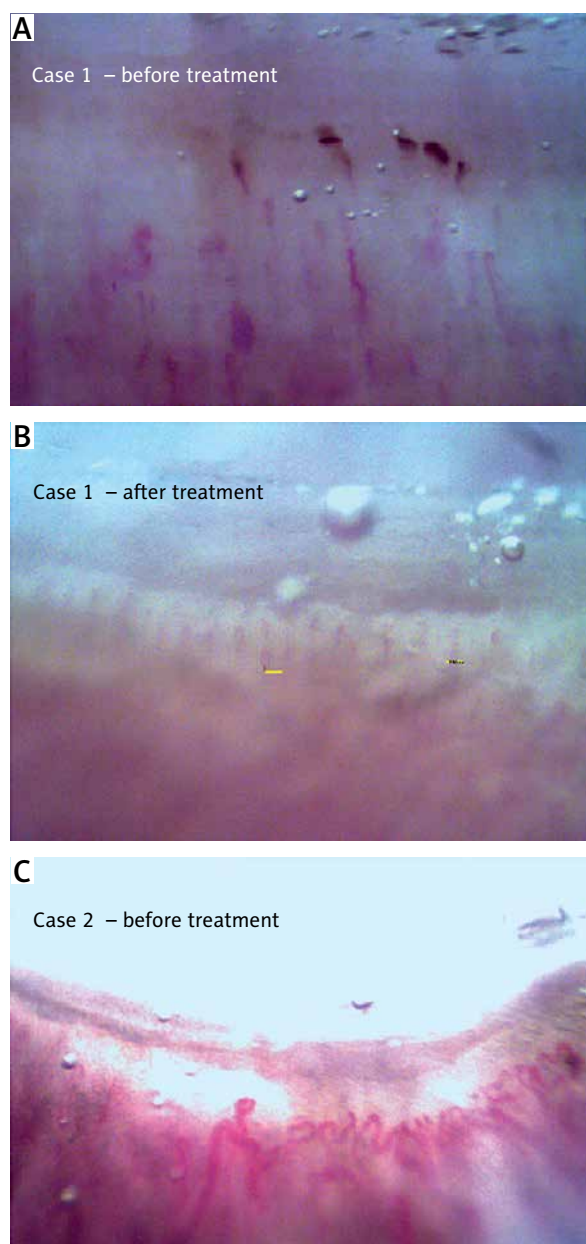 A
Case 1 – before treatment
B
Case 1 – after treatment
C
Case 2 – before treatment